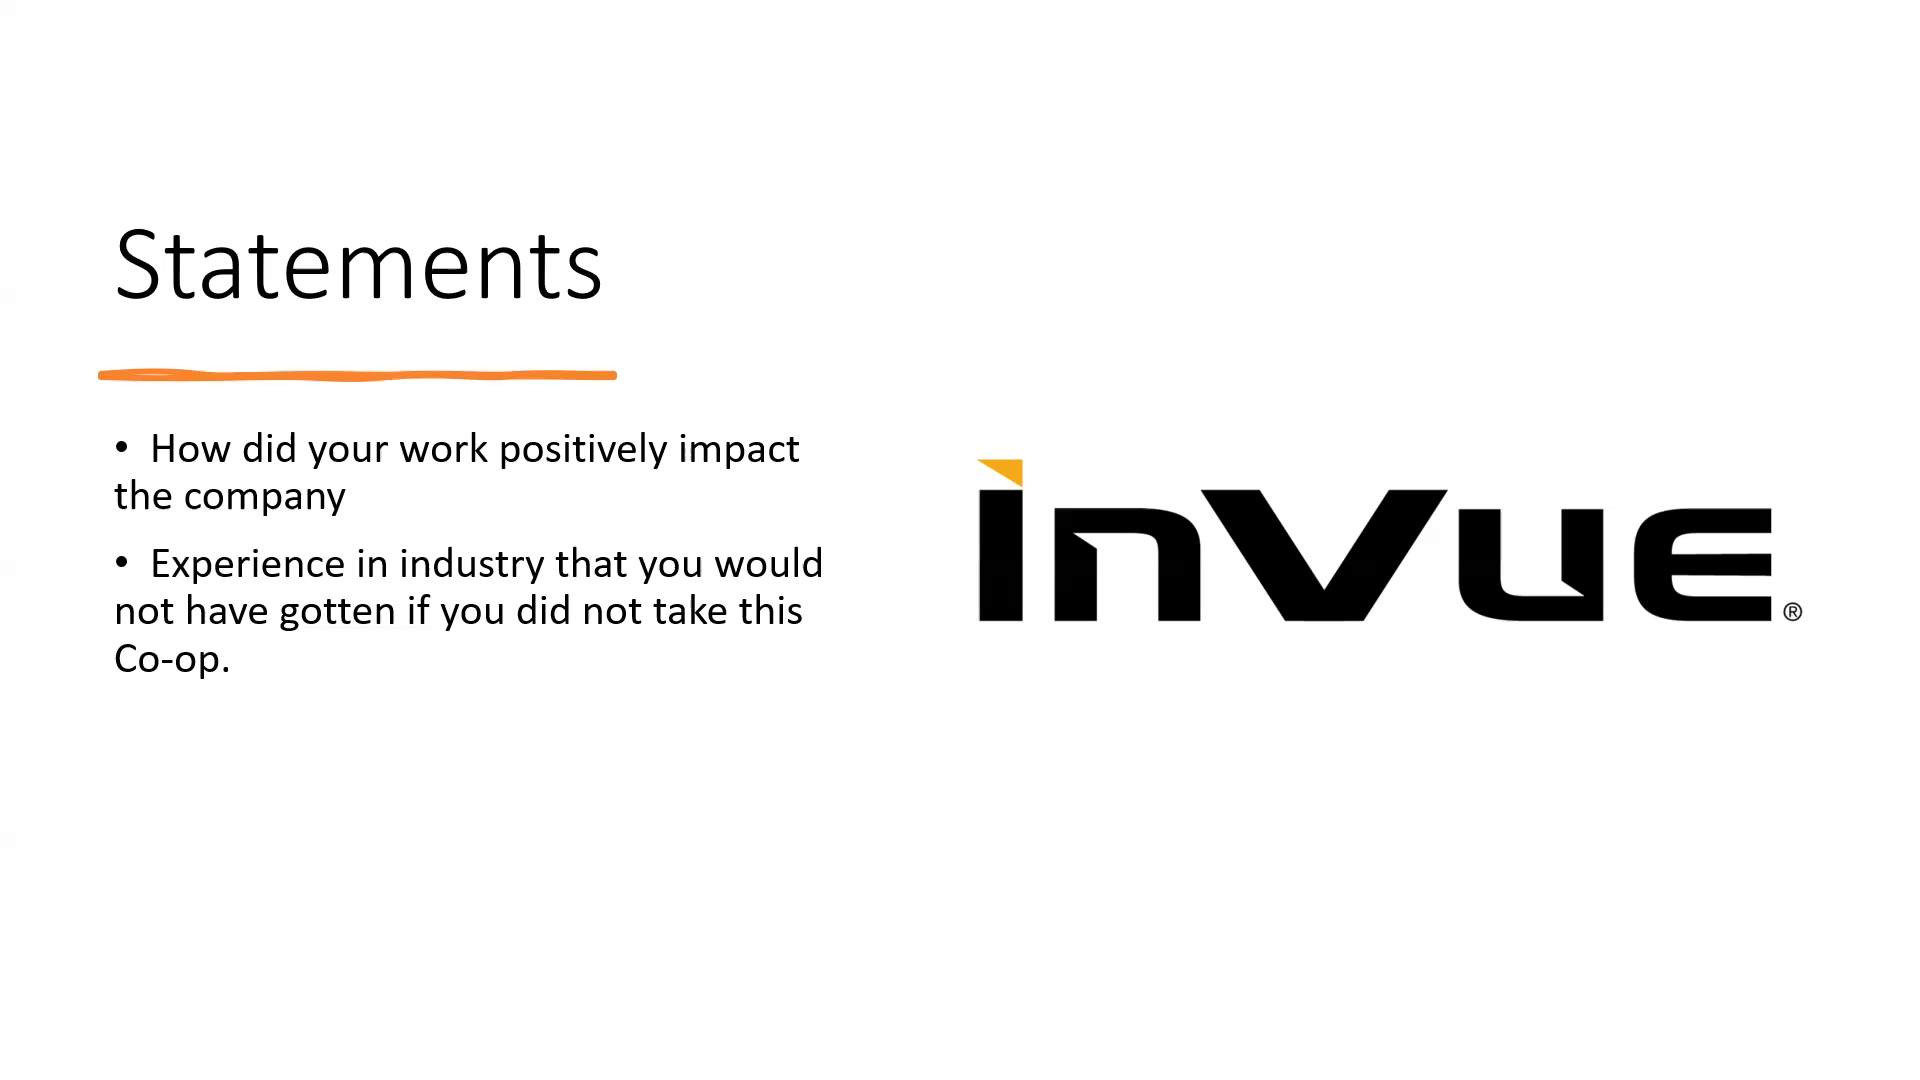 Statements
• How did your work positively impact
the company
• Experience in industry that you would
not have gotten if you did not take this
Co-op.
inVue®